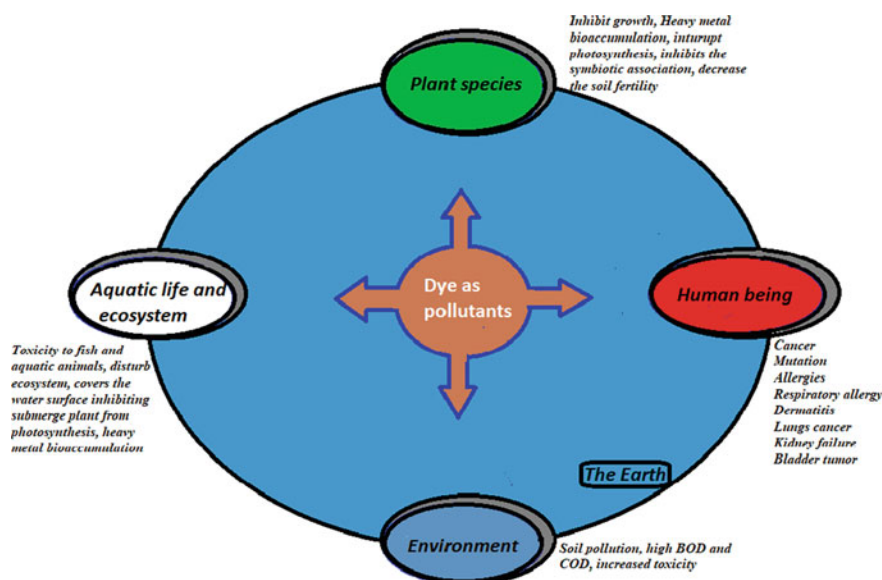 Inhibit growth, Heavy metal
bioaccumulation, inturupt
photosynthesis, inhibits the
symbiotic association, decrease
the soil fertility
Plant species
Dye as
pollutants
Aquatic life and
ecosystem
Toxicity to fish and
aquatic animals, disturb
ecosystem, covers the
water surface inhibiting
submerge plant from
photosynthesis, heavy
metal bioaccumulation
Human being
Cancer
Mutation
Allergies
Respiratory allergy
Dermatitis
Lungs cancer
Kidney failure
Bladder tumor
The Earth
Environment
Soil pollution, high BOD and
COD, increased toxicity